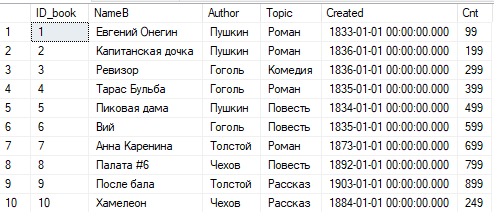 ID_book NameB Author Topic Created Cnt
1 1 Евгений Онегин Пушкин Роман 1833-01-01 00:00:00.000 99
2 2 Капитанская дочка Пушкин Роман 1836-01-01 00:00:00.000 199
3 3 Ревизор Гоголь Комедия 1836-01-01 00:00:00.000 299
4 4 Тарас Бульба Гоголь Роман 1835-01-01 00:00:00.000 399
5 5 Пиковая дама Пушкин Повесть 1834-01-01 00:00:00.000 499
6 6 Вий Гоголь Повесть 1835-01-01 00:00:00.000 599
7 7 Анна Каренина Толстой Роман 1873-01-01 00:00:00.000 699
8 8 Палата #6 Чехов Повесть 1892-01-01 00:00:00.000 799
9 9 После бала Толстой Рассказ 1903-01-01 00:00:00.000 899
10 10 Хамелеон Чехов Рассказ 1884-01-01 00:00:00.000 249